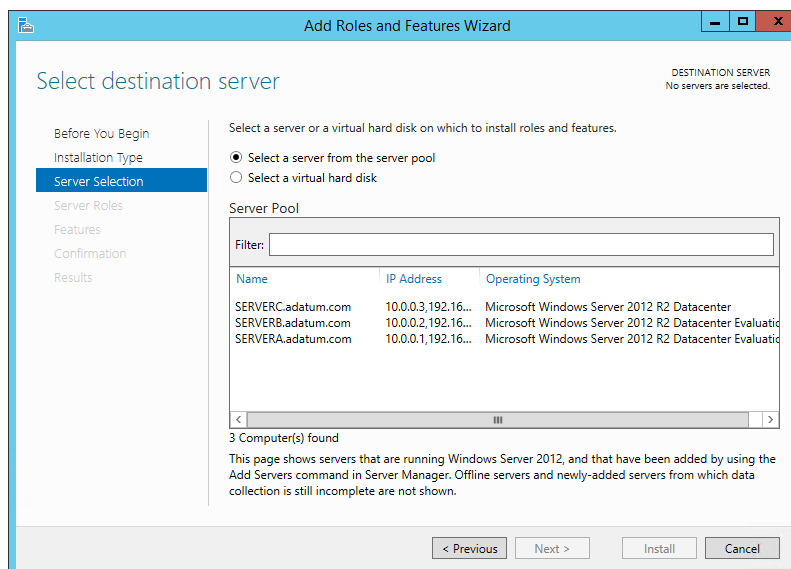 Add Roles and Features Wizard
Select destination server
DESTINATION SERVER
No servers are selected.
Before You Begin
Installation Type
Server Selection
Server Roles
Features
Confirmation
Results
Select a server or a virtual hard disk on which to install roles and features.
Select a server from the server pool
Select a virtual hard disk
Server Pool
Filter:
Name IP Address Operating System
SERVERC.adatum.com 10.0.0.3,192.16... Microsoft Windows Server 2012 R2 Datacenter
SERVERB.adatum.com 10.0.0.2,192.16... Microsoft Windows Server 2012 R2 Datacenter Evaluatic
SERVERA.adatum.com 10.0.0.1,192.16... Microsoft Windows Server 2012 R2 Datacenter Evaluatic
3 Computer(s) found
This page shows servers that are running Windows Server 2012, and that have been added by using the
Add Servers command in Server Manager. Offline servers and newly-added servers from which data
collection is still incomplete are not shown.
< Previous Next > Install Cancel